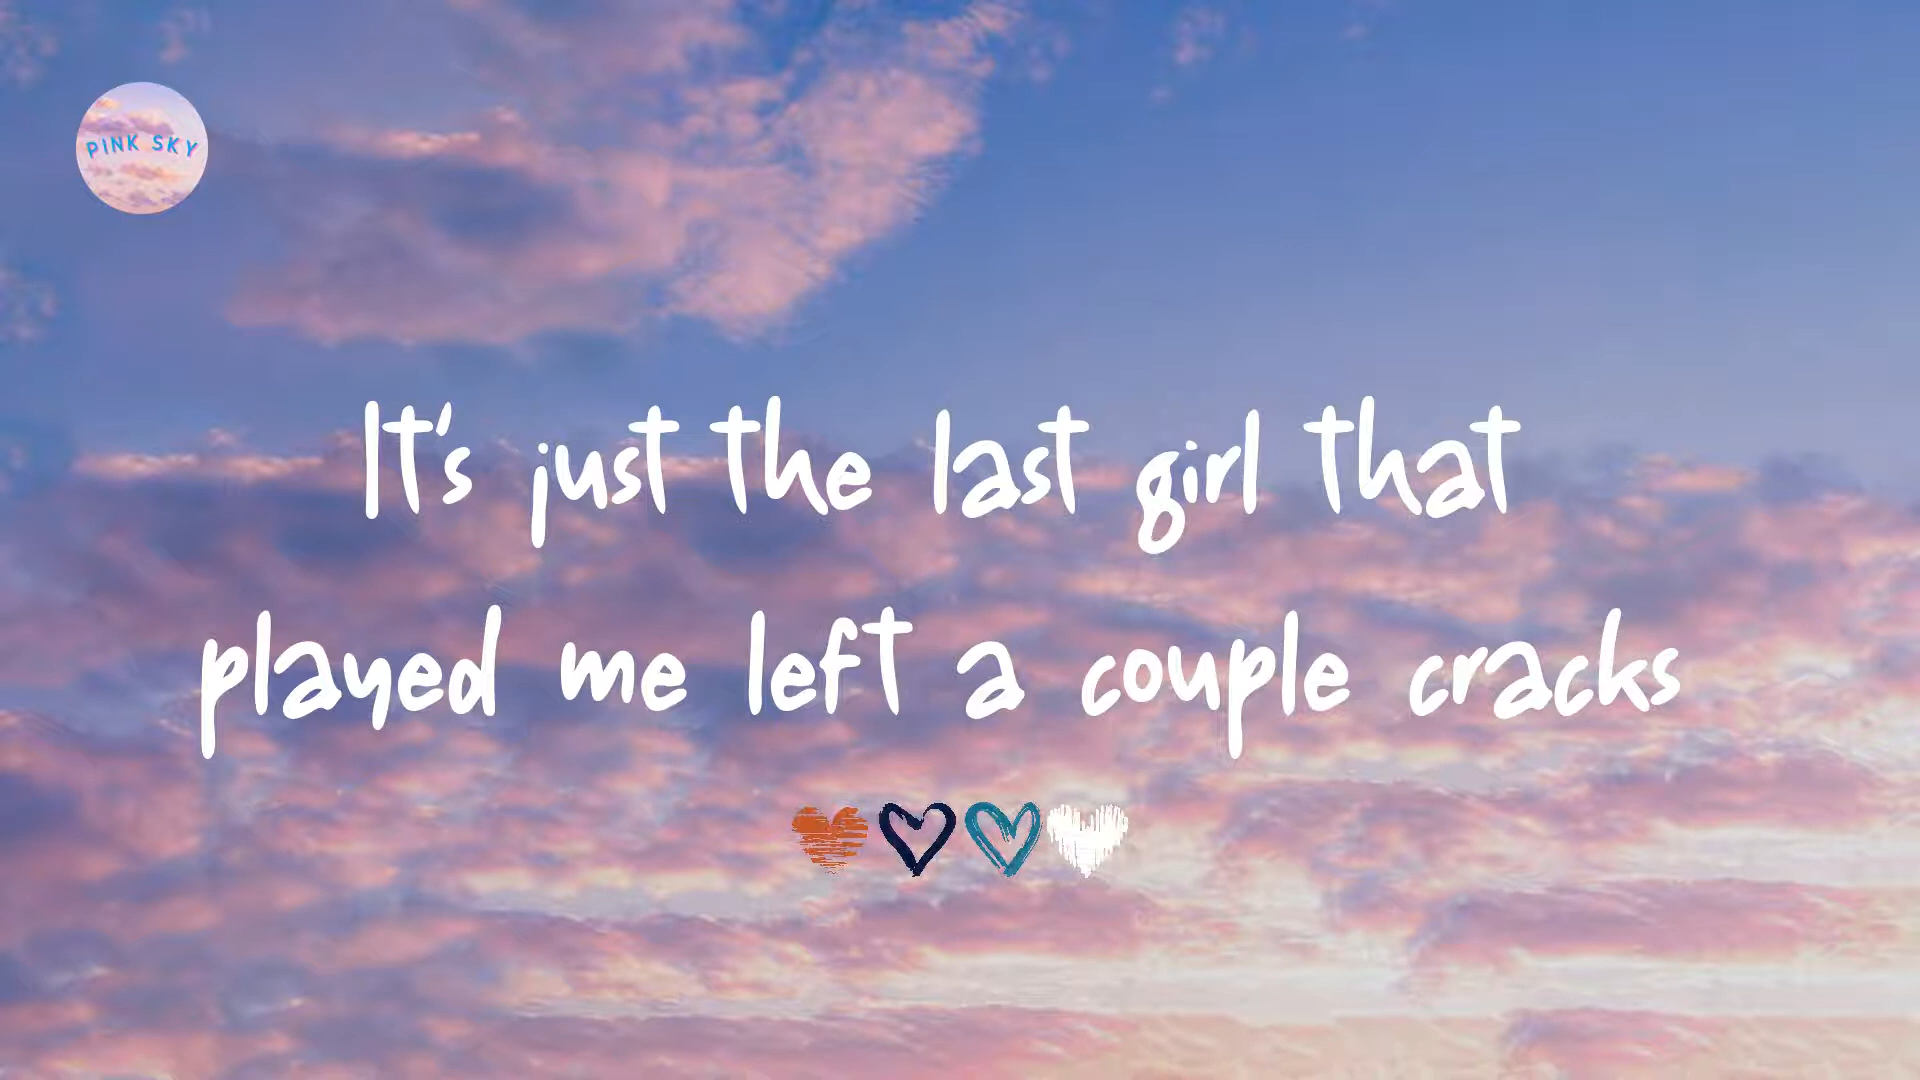 PINK SKY
It's just the last girl that
played me left a couple cracks